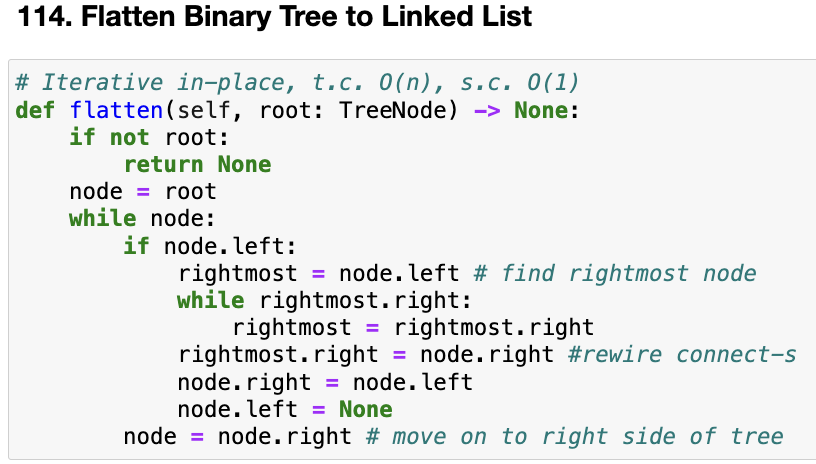 114. Flatten Binary Tree to Linked List
# Iterative in-place, t.c. O(n), s.c. O(1)
def flatten(self, root: TreeNode) -> None:
    if not root:
        return None
    node = root
    while node:
        if node.left:
            rightmost = node.left # find rightmost node
            while rightmost.right:
                rightmost = rightmost.right
            rightmost.right = node.right #rewire connect-s
            node.right = node.left
            node.left = None
        node = node.right # move on to right side of tree